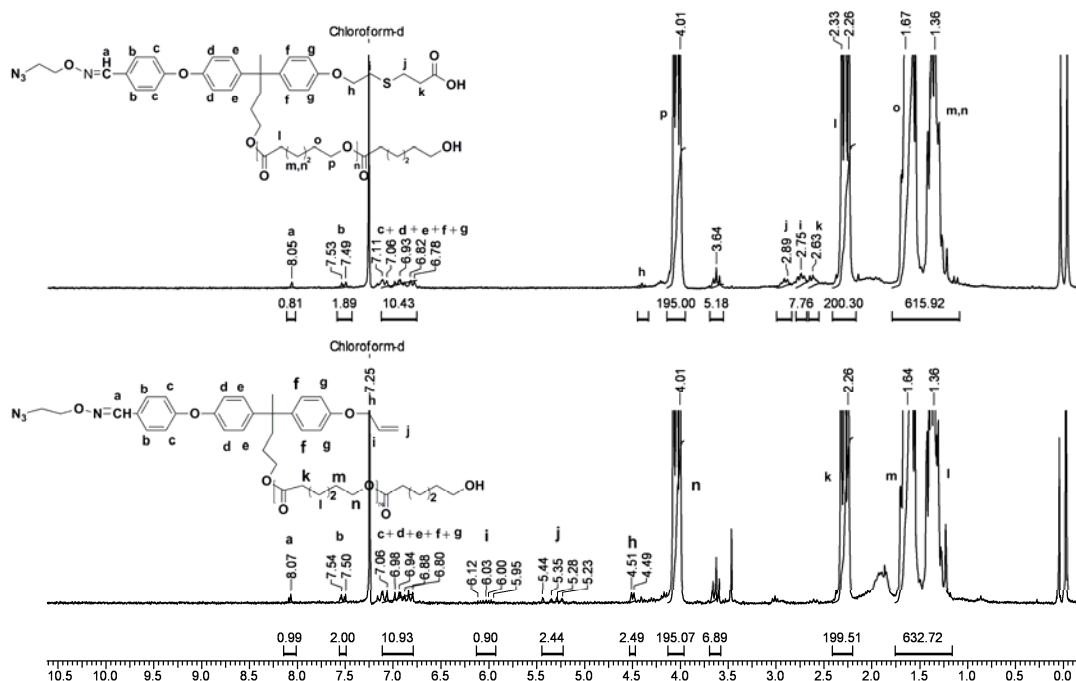 Chloroform-d
4.01
2.33
2.26
1.67
1.36
a b c d e f g
N3 O N O S O OH
b c d e f g h j k
l o O OH
m,n 2 p n 2
O O
p
l
o
m,n
a b c + d + e + f + g
8.05
7.53
7.49
7.11
7.06
6.93
6.82
6.78
h
3.64
j i k
2.89
2.75
2.63
0.81 1.89 10.43 195.00 5.18 7.76 200.30 615.92
Chloroform-d
7.25
4.01
2.26
1.64
1.36
a b c d e f g h
N3 O N CH O O
b c d e f g i j
k m O OH
l 2 n 2
O O
n
k
m
l
a b c + d + e + f + g i j h
8.07
7.54
7.50
7.06
6.98
6.94
6.88
6.80
6.12
6.03
6.00
5.95
5.44
5.35
5.28
5.23
4.51
4.49
0.99 2.00 10.93 0.90 2.44 2.49 195.07 6.89 199.51 632.72
10.5 10.0 9.5 9.0 8.5 8.0 7.5 7.0 6.5 6.0 5.5 5.0 4.5 4.0 3.5 3.0 2.5 2.0 1.5 1.0 0.5 0.0